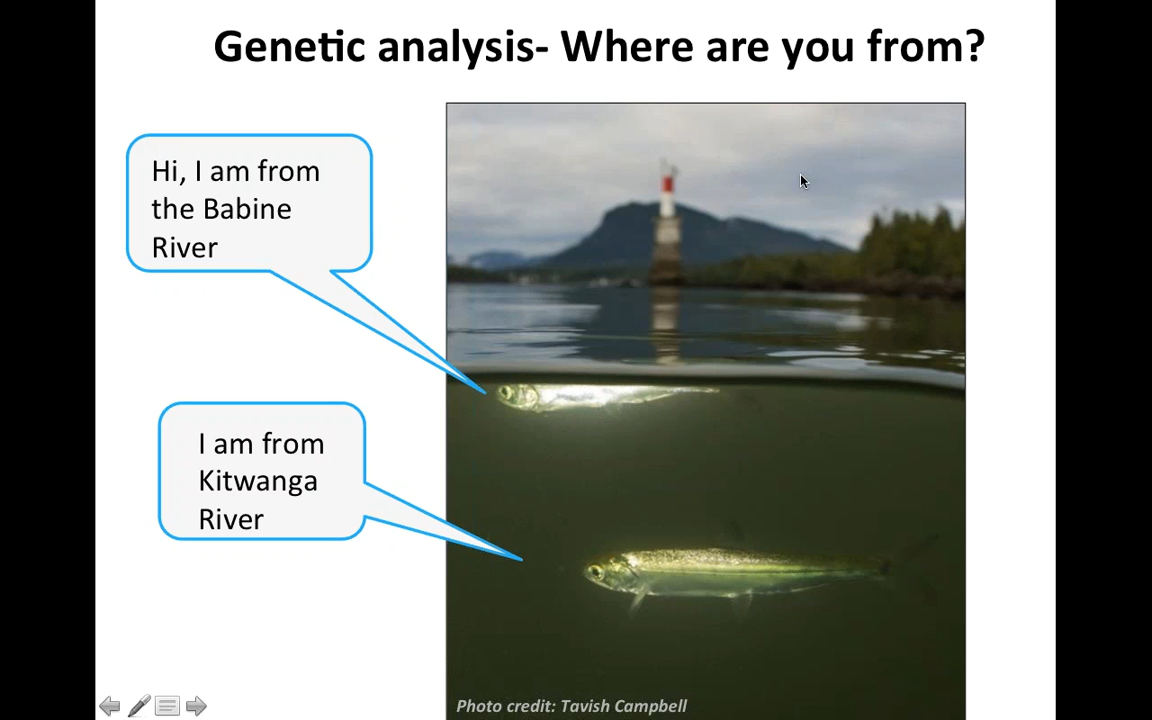 Genetic analysis- Where are you from?
Hi, I am from
the Babine
River
I am from
Kitwanga
River
Photo credit: Tavish Campbell